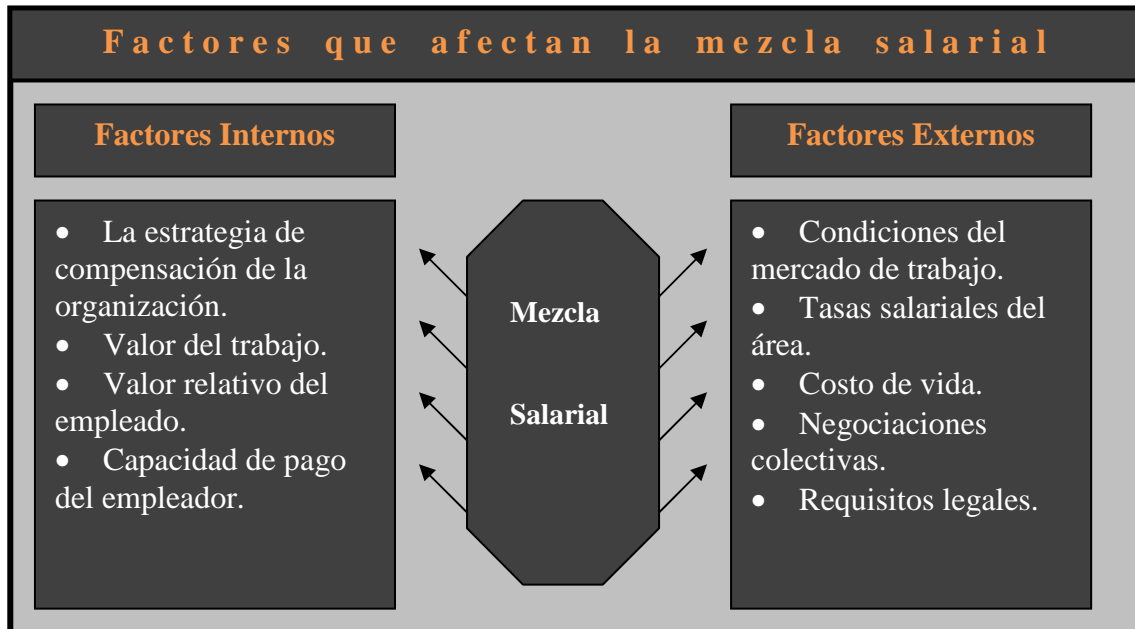 Factores que afectan la mezcla salarial
Factores Internos
• La estrategia de
compensación de la
organización.
• Valor del trabajo.
• Valor relativo del
empleado.
• Capacidad de pago
del empleador.
Mezcla
Salarial
Factores Externos
• Condiciones del
mercado de trabajo.
• Tasas salariales del
área.
• Costo de vida.
• Negociaciones
colectivas.
• Requisitos legales.